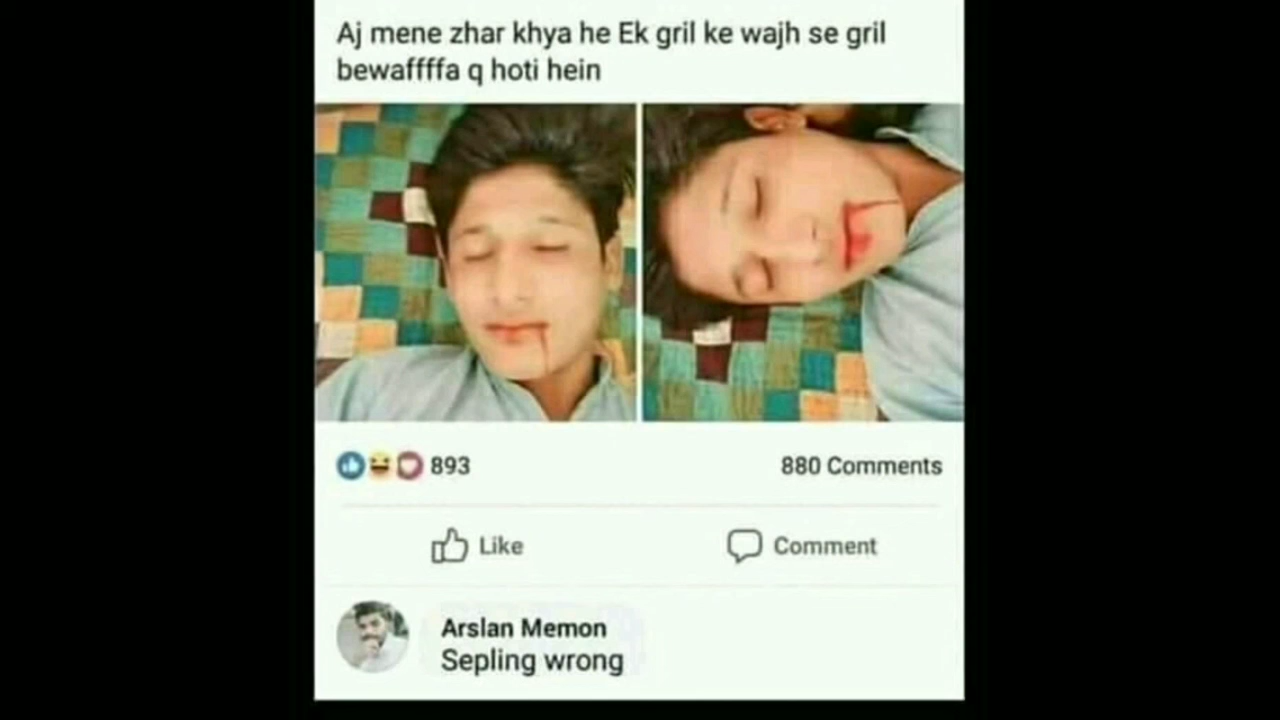 Aj mene zhar khya he Ek gril ke wajh se gril
bewaffffa q hoti hein
893
880 Comments
Like
Comment
Arslan Memon
Sepling wrong